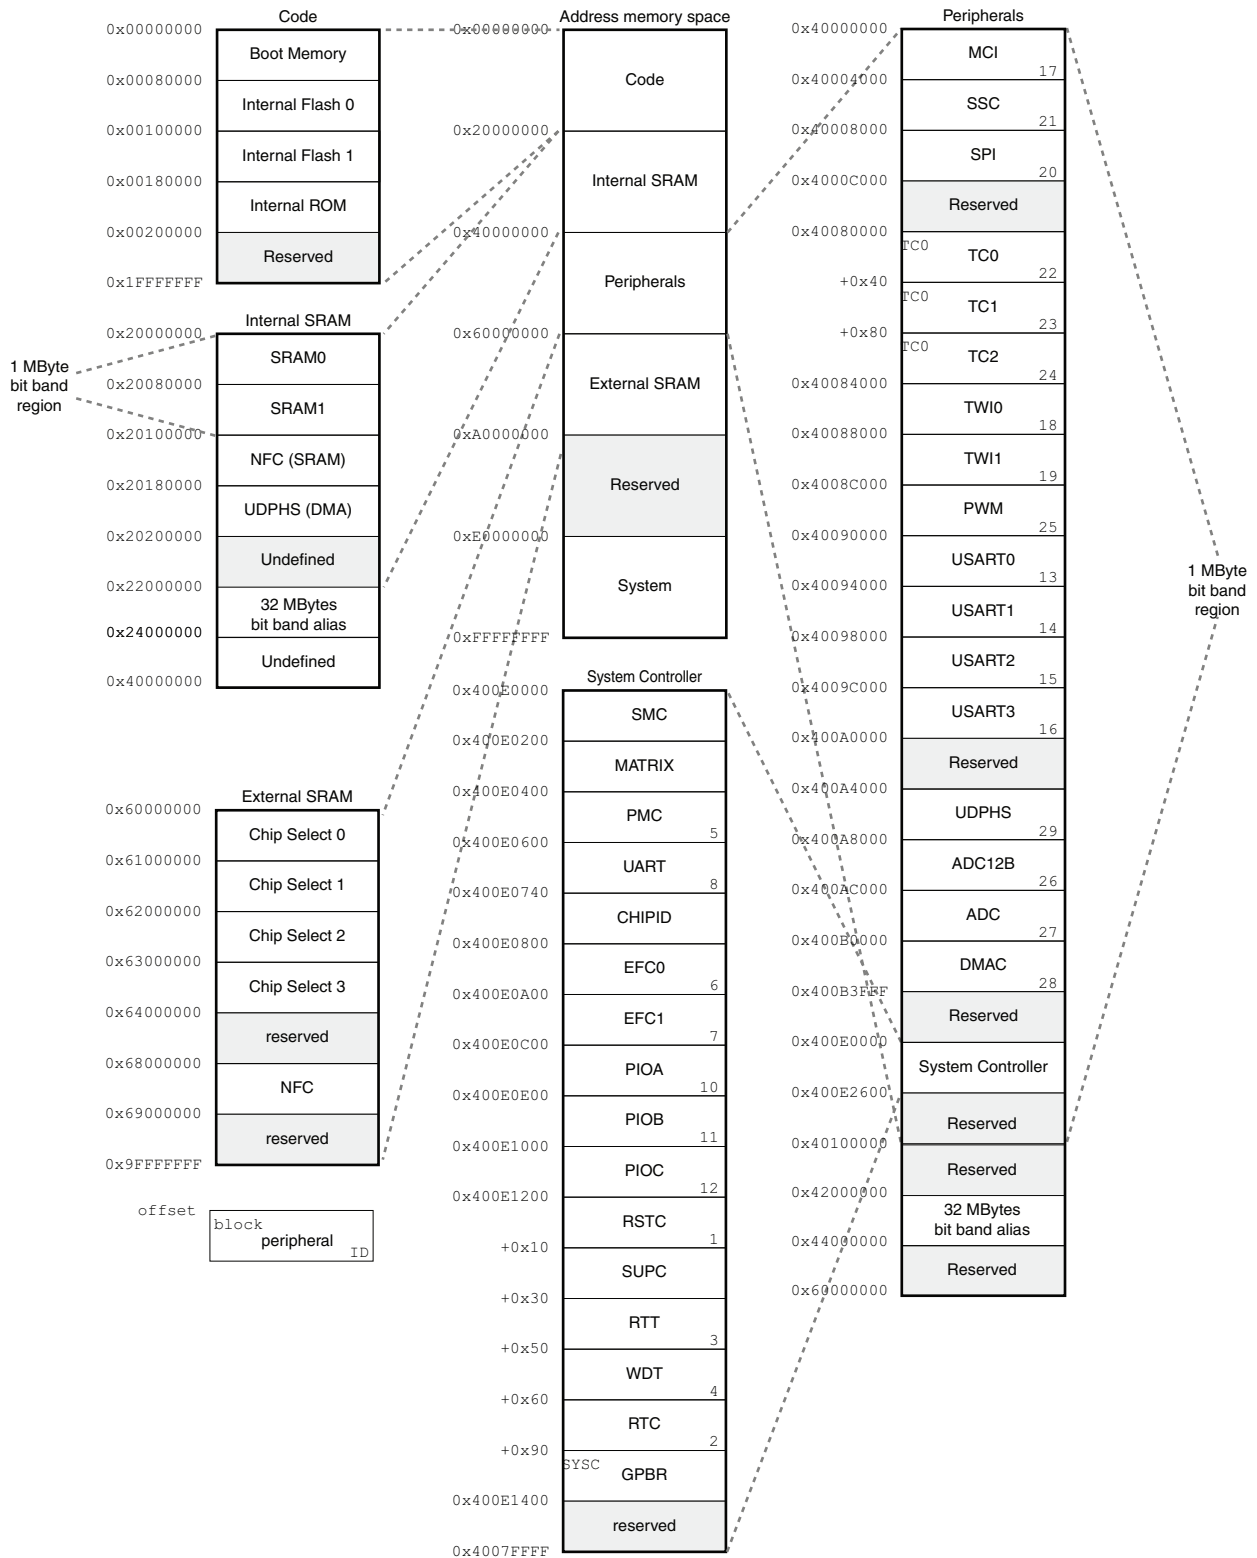 Code
0x00000000
Boot Memory
0x00080000
Internal Flash 0
0x00100000
Internal Flash 1
0x00180000
Internal ROM
0x00200000
Reserved
0x1FFFFFFF
Internal SRAM
0x20000000
SRAM0
0x20080000
SRAM1
0x20100000
NFC (SRAM)
0x20180000
UDPHS (DMA)
0x20200000
Undefined
0x22000000
32 MBytes
bit band alias
0x24000000
Undefined
0x40000000
1 MByte
bit band
region
External SRAM
0x60000000
Chip Select 0
0x61000000
Chip Select 1
0x62000000
Chip Select 2
0x63000000
Chip Select 3
0x64000000
reserved
0x68000000
NFC
0x69000000
reserved
0x9FFFFFFF
offset
block
peripheral
ID
Address memory space
0x00000000
Code
0x20000000
Internal SRAM
0x40000000
Peripherals
0x60000000
External SRAM
0xA0000000
Reserved
0xE0000000
System
0xFFFFFFFF
System Controller
0x400E0000
SMC
0x400E0200
MATRIX
0x400E0400
PMC
5
0x400E0600
UART
8
0x400E0740
CHIPID
0x400E0800
EFC0
6
0x400E0A00
EFC1
7
0x400E0C00
PIOA
10
0x400E0E00
PIOB
11
0x400E1000
PIOC
12
0x400E1200
RSTC
1
+0x10
SUPC
+0x30
RTT
3
+0x50
WDT
4
+0x60
RTC
2
+0x90
SYSC
GPBR
0x400E1400
reserved
0x4007FFFF
Peripherals
0x40000000
MCI
17
0x40004000
SSC
21
0x40008000
SPI
20
0x4000C000
Reserved
0x40080000
TC0
TC0
22
+0x40
TC0
TC1
23
+0x80
TC0
TC2
24
0x40084000
TWI0
18
0x40088000
TWI1
19
0x4008C000
PWM
25
0x40090000
USART0
13
0x40094000
USART1
14
0x40098000
USART2
15
0x4009C000
USART3
16
0x400A0000
Reserved
0x400A4000
UDPHS
29
0x400A8000
ADC12B
26
0x400AC000
ADC
27
0x400B0000
DMAC
28
0x400B3FFF
Reserved
0x400E0000
System Controller
0x400E2600
Reserved
0x40100000
Reserved
0x42000000
32 MBytes
bit band alias
0x44000000
Reserved
0x60000000
1 MByte
bit band
region